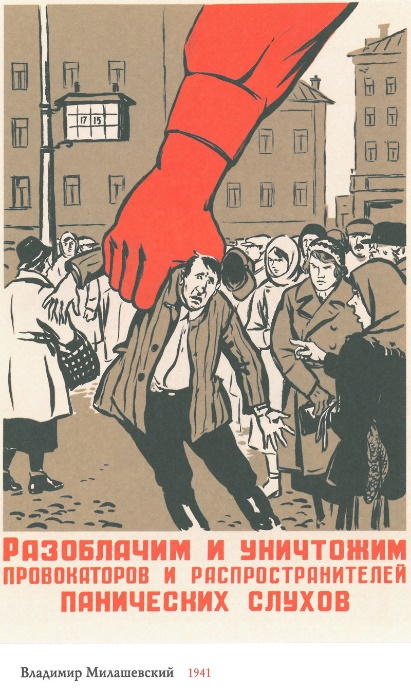 17 15
Разоблачим и уничтожим
провокаторов и распространителей
панических слухов
Владимир Милашевский 1941